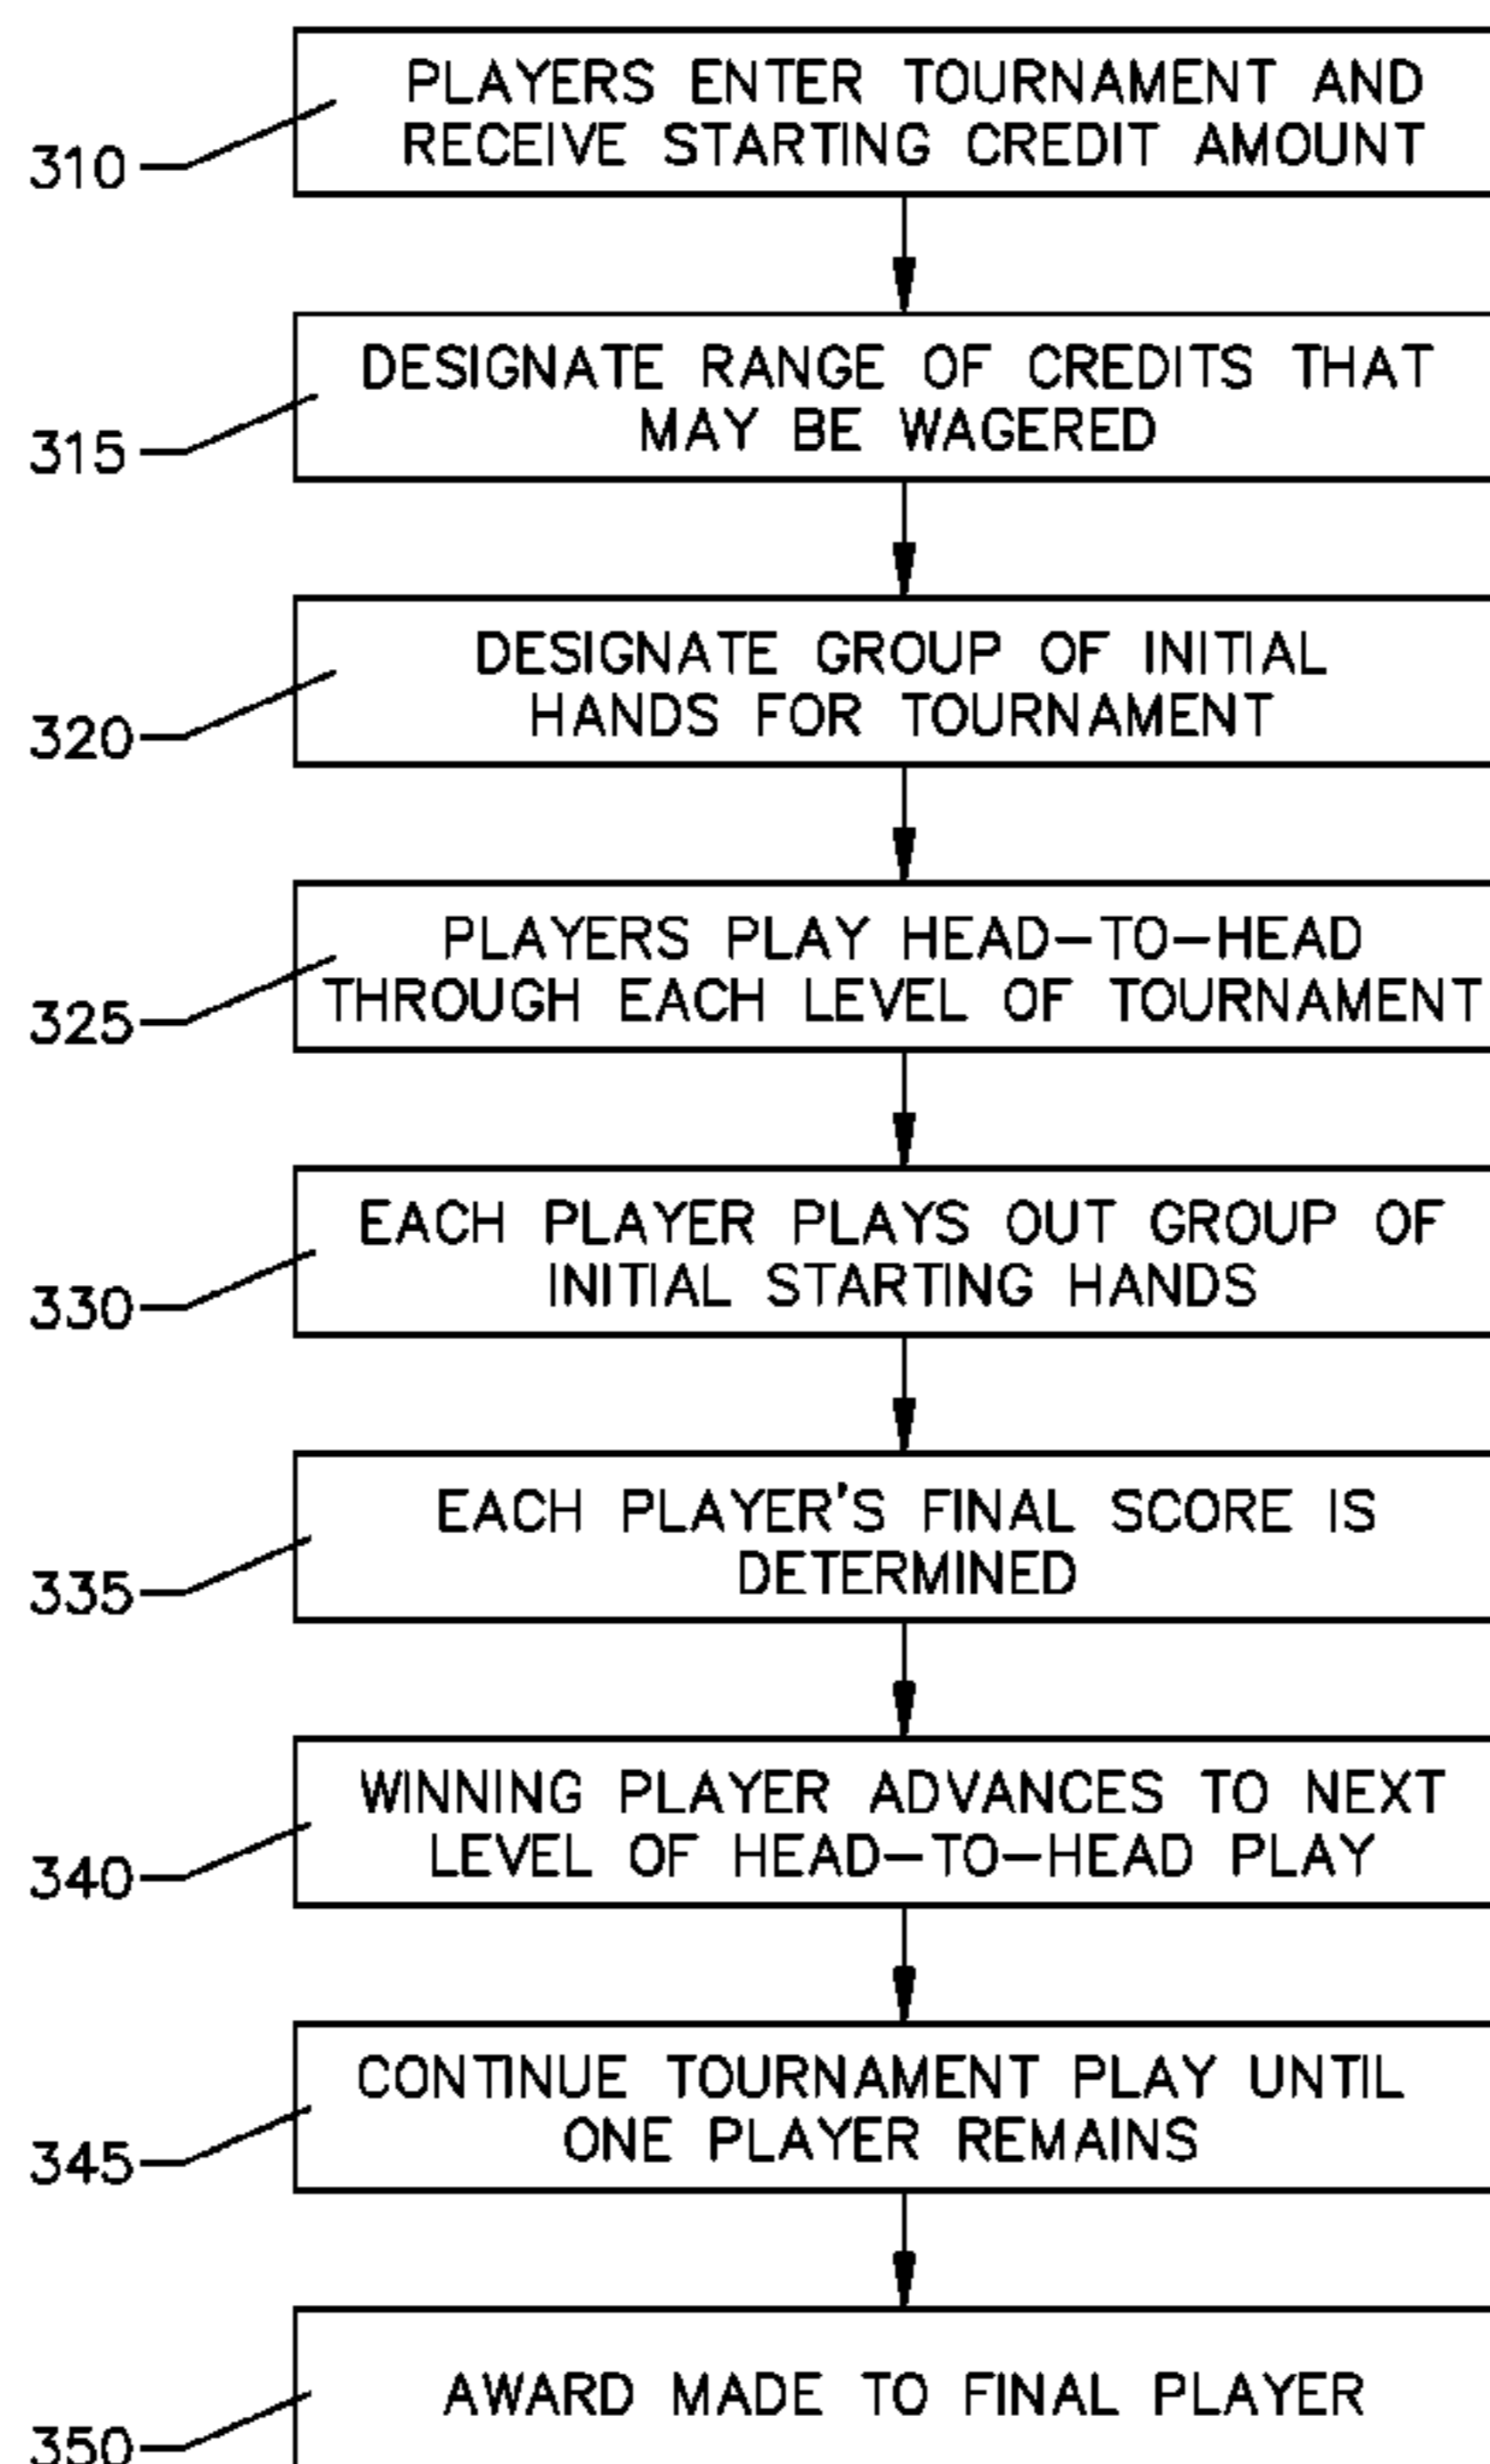 PLAYERS ENTER TOURNAMENT AND
RECEIVE STARTING CREDIT AMOUNT
310
DESIGNATE RANGE OF CREDITS THAT
MAY BE WAGERED
315
DESIGNATE GROUP OF INITIAL
HANDS FOR TOURNAMENT
320
PLAYERS PLAY HEAD-TO-HEAD
THROUGH EACH LEVEL OF TOURNAMENT
325
EACH PLAYER PLAYS OUT GROUP OF
INITIAL STARTING HANDS
330
EACH PLAYER'S FINAL SCORE IS
DETERMINED
335
WINNING PLAYER ADVANCES TO NEXT
LEVEL OF HEAD-TO-HEAD PLAY
340
CONTINUE TOURNAMENT PLAY UNTIL
ONE PLAYER REMAINS
345
AWARD MADE TO FINAL PLAYER
350